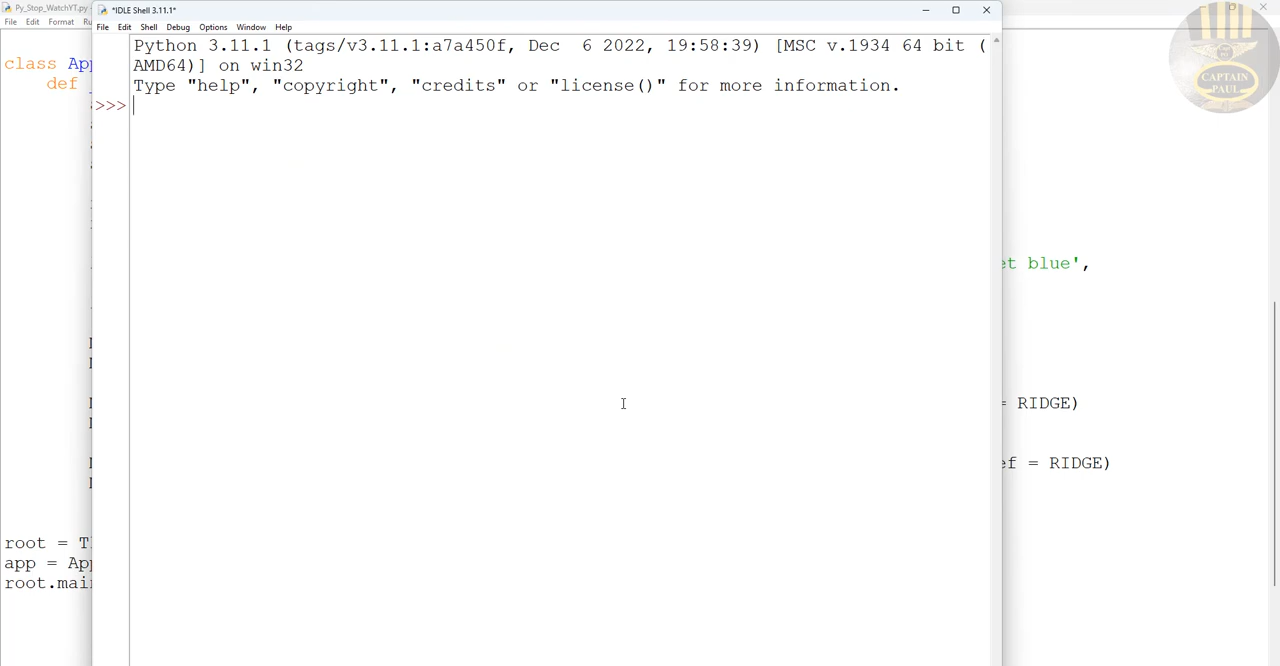 Py_Stop_WatchYT.py -
File Edit Format Ru
*IDLE Shell 3.11.1*
File Edit Shell Debug Options Window Help
Python 3.11.1 (tags/v3.11.1:a7a450f, Dec  6 2022, 19:58:39) [MSC v.1934 64 bit (
AMD64)] on win32
Type "help", "copyright", "credits" or "license()" for more information.
>>>
class Ap
def
et blue',
= RIDGE)
ef = RIDGE)
root = T
app = Ap
root.mai
CAPTAIN
PAUL